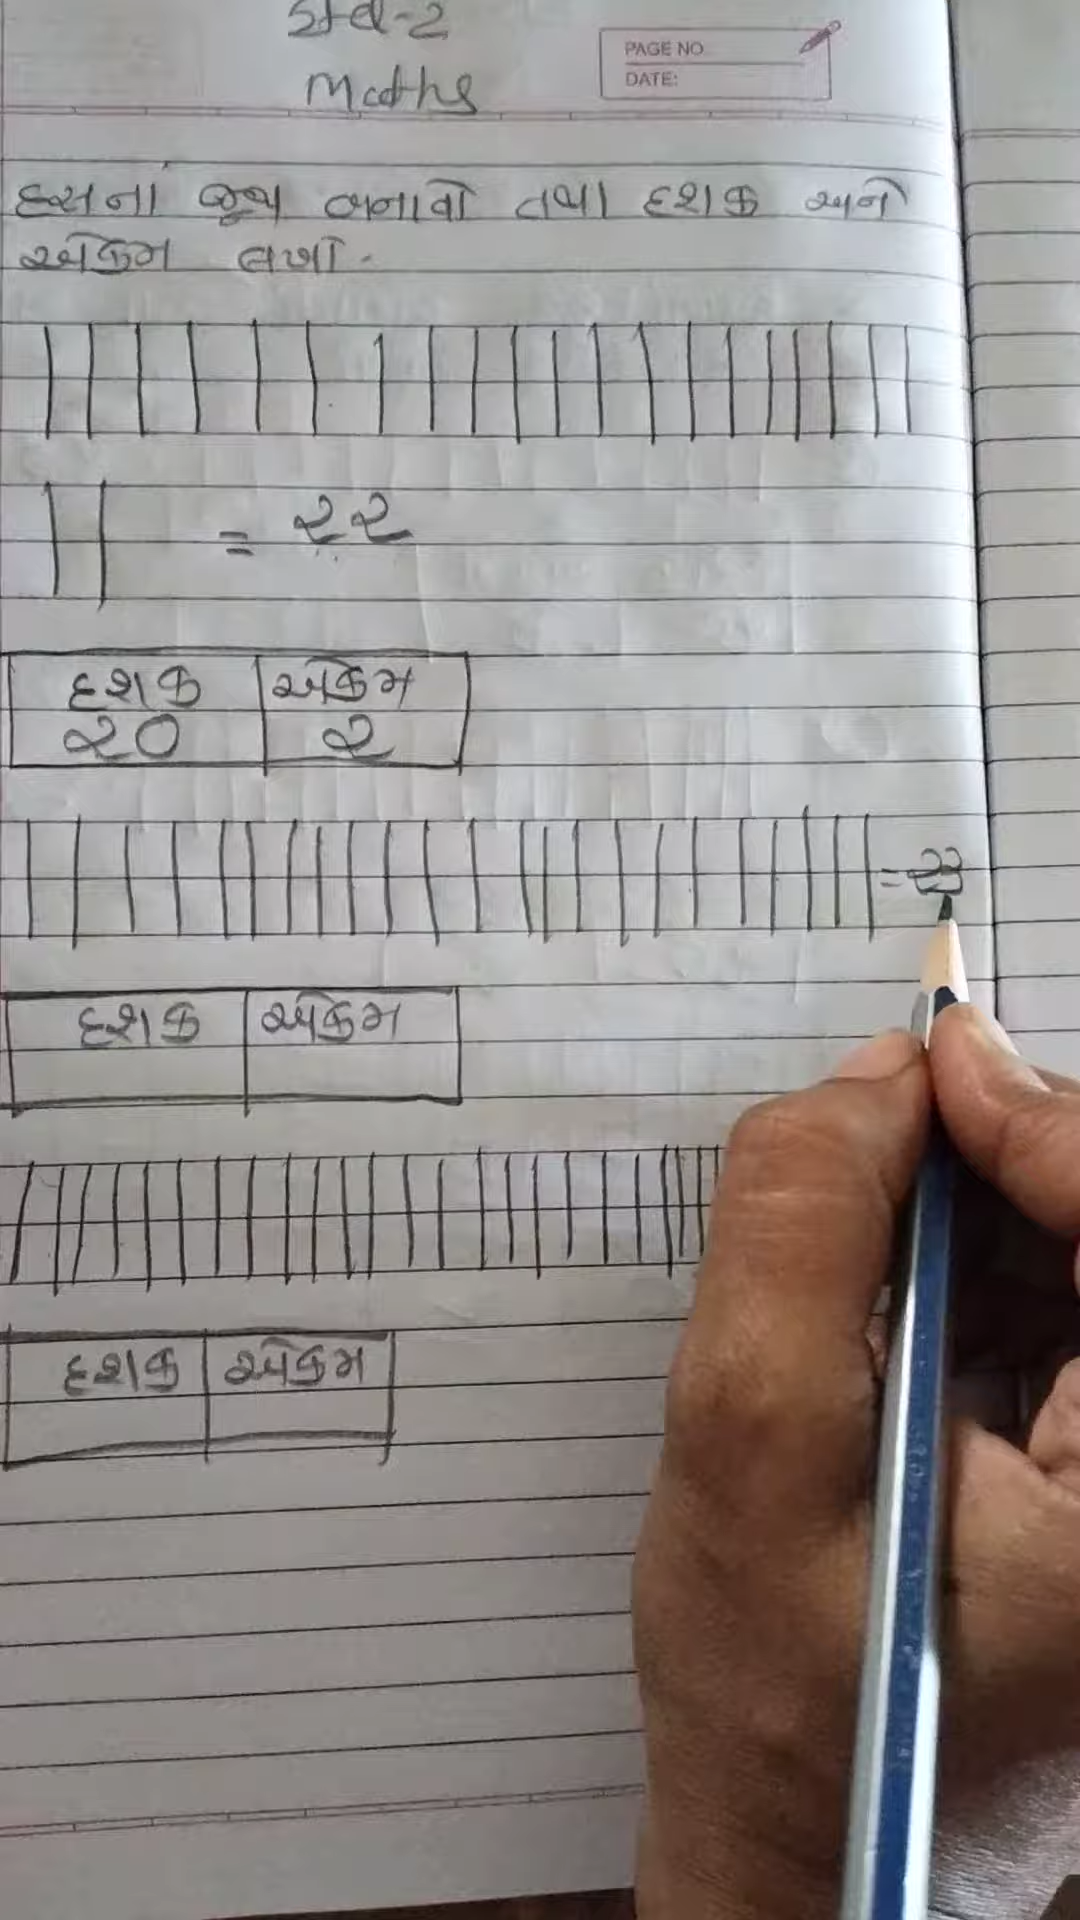 Std-2
Maths
PAGE NO
DATE:
દસનાં જૂથ બનાવો તથા દશક અને
એકમ લખો.
= ૨૨
દશક એકમ
૨૦ ૨
=
દશક એકમ
દશક એકમ